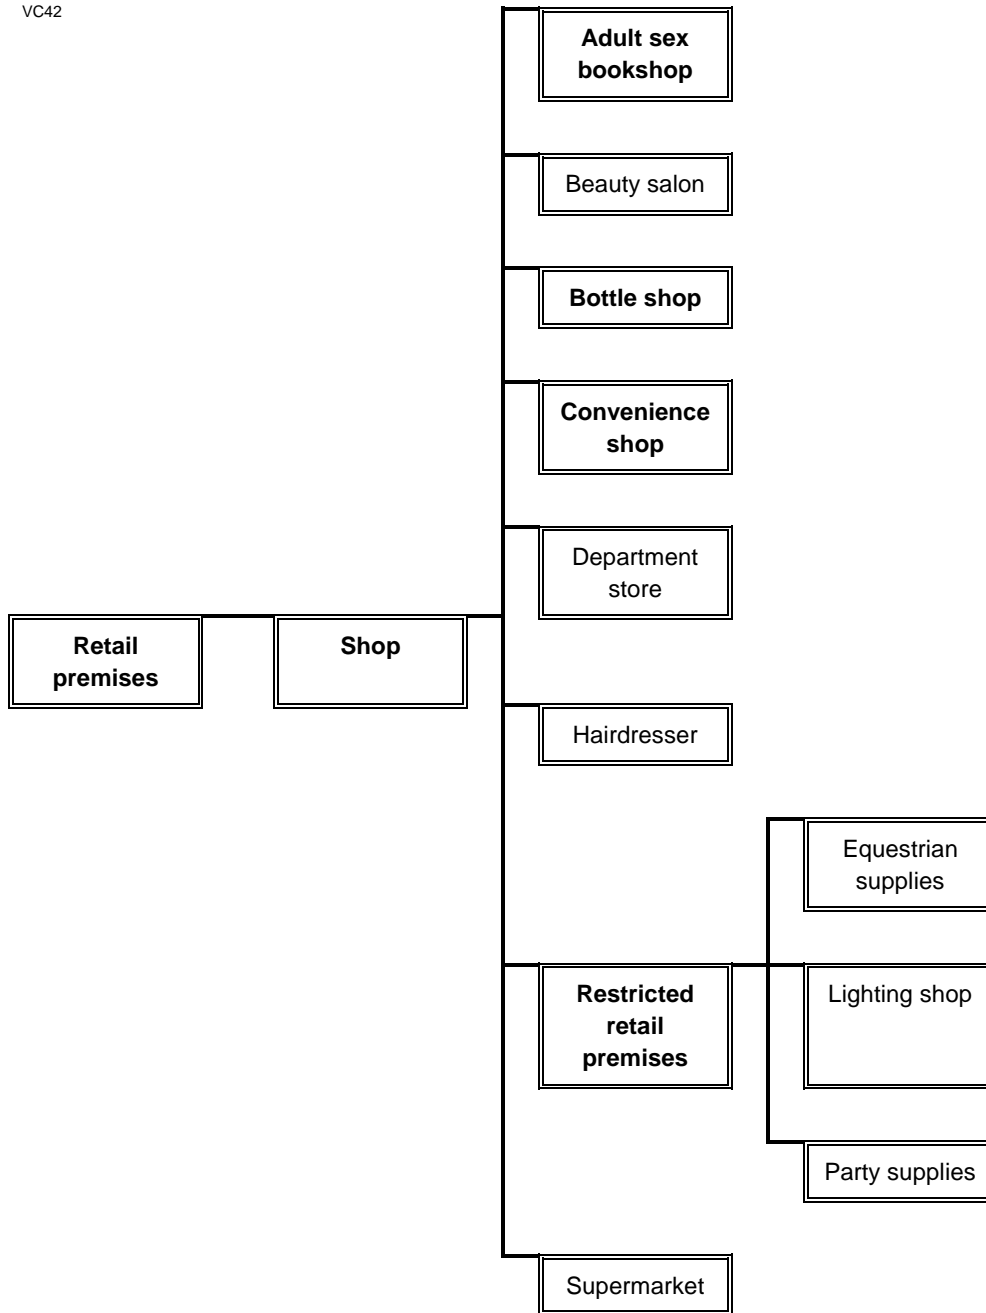 VC42
Adult sex
bookshop
Beauty salon
Bottle shop
Convenience
shop
Department
store
Retail
premises
Shop
Hairdresser
Equestrian
supplies
Restricted
retail
premises
Lighting shop
Party supplies
Supermarket